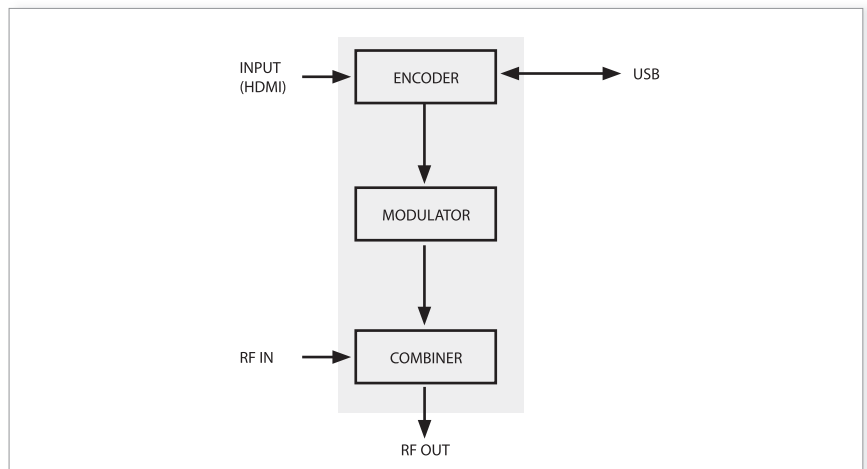 INPUT
(HDMI)
ENCODER
USB
MODULATOR
RF IN
COMBINER
RF OUT